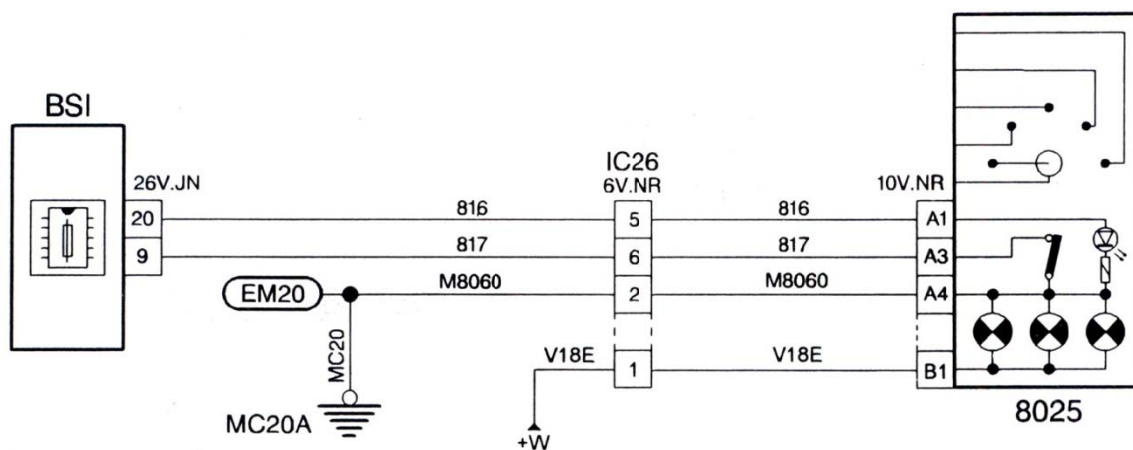 BSI
26V.JN
20
9
816
817
EM20
M8060
MC20
MC20A
IC26
6V.NR
5
6
2
1
V18E
+W
816
817
M8060
V18E
10V.NR
A1
A3
A4
B1
8025